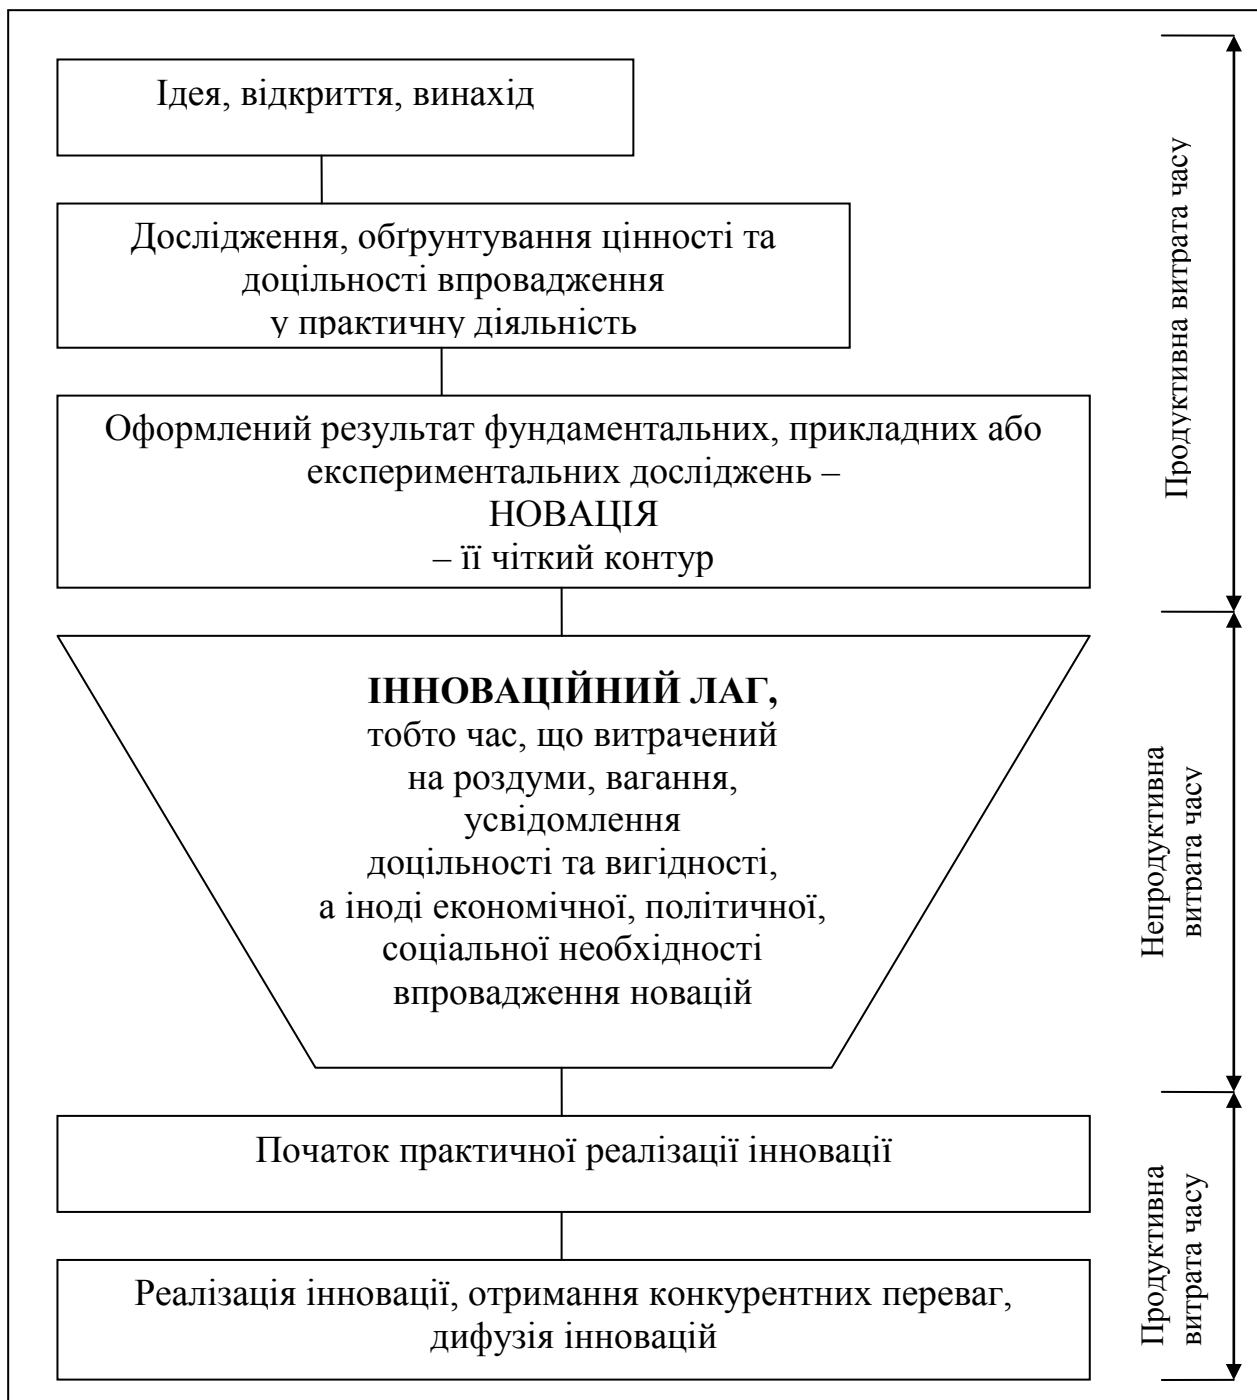 Ідея, відкриття, винахід
Дослідження, обґрунтування цінності та
доцільності впровадження
у практичну діяльність
Оформлений результат фундаментальних, прикладних або
експериментальних досліджень –
НОВАЦІЯ
– її чіткий контур
ІННОВАЦІЙНИЙ ЛАГ,
тобто час, що витрачений
на роздуми, вагання,
усвідомлення
доцільності та вигідності,
а іноді економічної, політичної,
соціальної необхідності
впровадження новацій
Початок практичної реалізації інновації
Реалізація інновації, отримання конкурентних переваг,
дифузія інновацій
Продуктивна витрата часу
Непродуктивна
витрата часу
Продуктивна
витрата часу